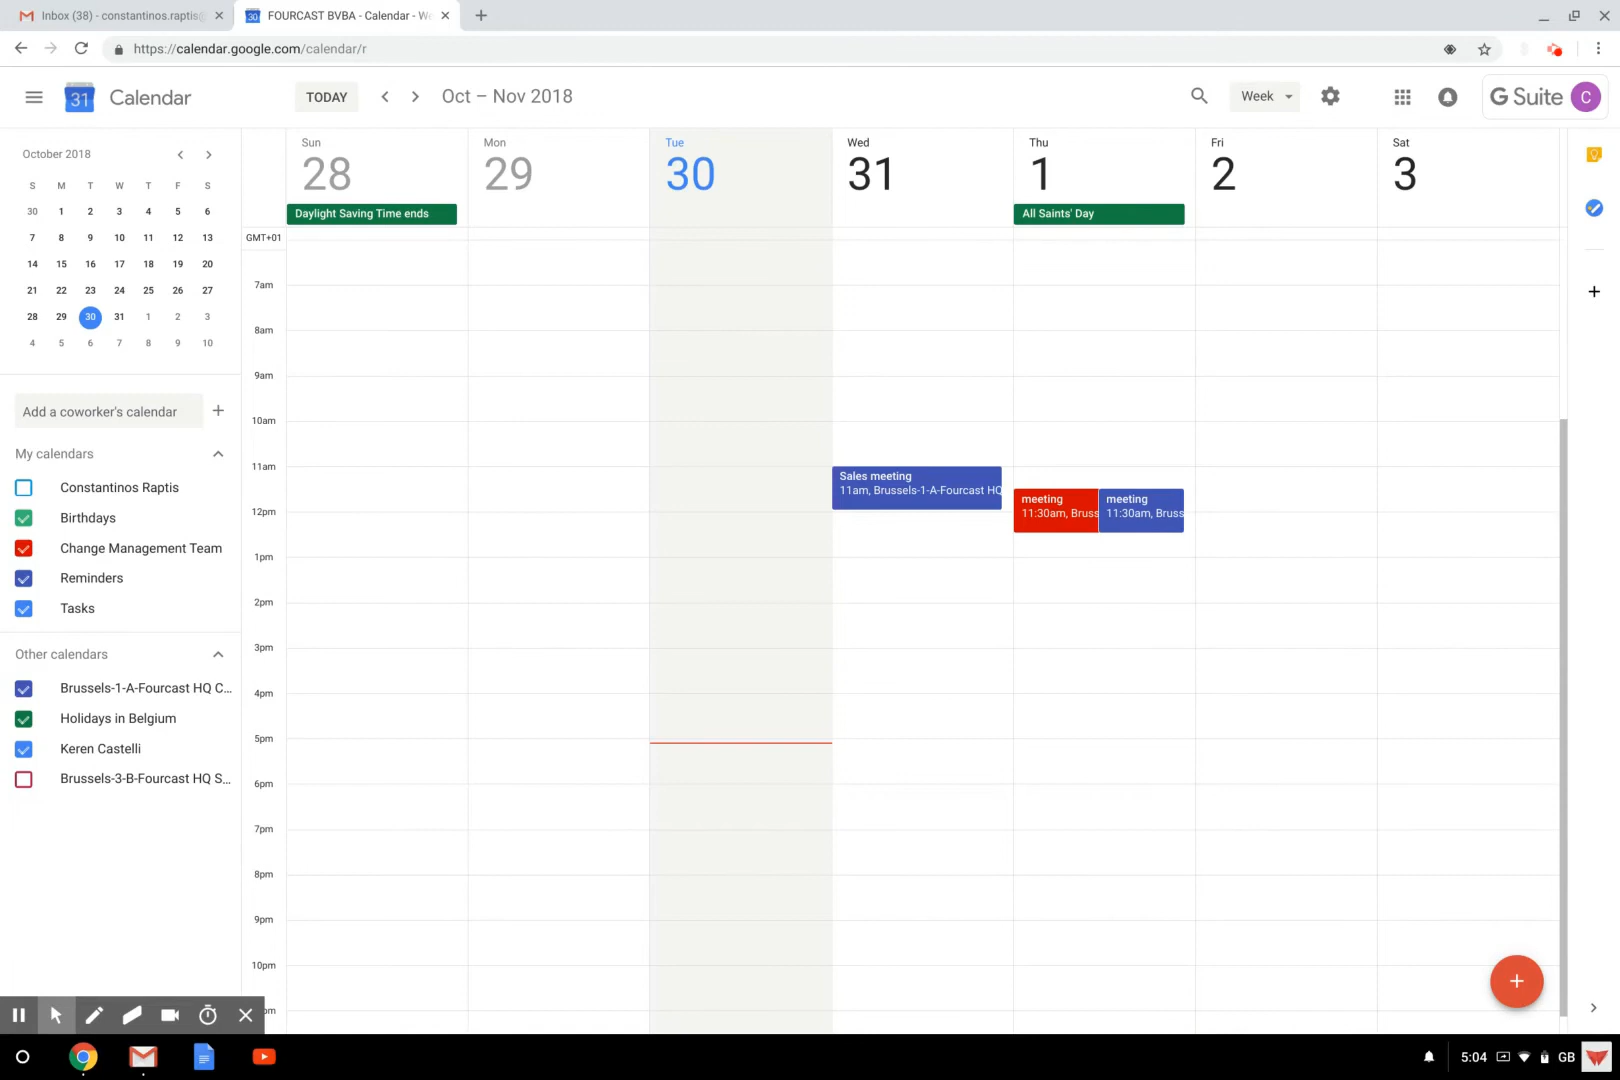 Inbox (38) - constantinos.raptis@
FOURCAST BVBA - Calendar - We
https://calendar.google.com/calendar/r
31
Calendar
TODAY
Oct – Nov 2018
Week
G Suite
C
October 2018
S M T W T F S
30 1 2 3 4 5 6
7 8 9 10 11 12 13
14 15 16 17 18 19 20
21 22 23 24 25 26 27
28 29 30 31 1 2 3
4 5 6 7 8 9 10
Add a coworker's calendar
My calendars
Constantinos Raptis
Birthdays
Change Management Team
Reminders
Tasks
Other calendars
Brussels-1-A-Fourcast HQ C...
Holidays in Belgium
Keren Castelli
Brussels-3-B-Fourcast HQ S...
Sun Mon Tue Wed Thu Fri Sat
28 29 30 31 1 2 3
Daylight Saving Time ends
All Saints' Day
GMT+01
7am
8am
9am
10am
11am
Sales meeting
11am, Brussels-1-A-Fourcast HQ
meeting
11:30am, Bruss
meeting
11:30am, Bruss
12pm
1pm
2pm
3pm
4pm
5pm
6pm
7pm
8pm
9pm
10pm
pm
5:04
GB